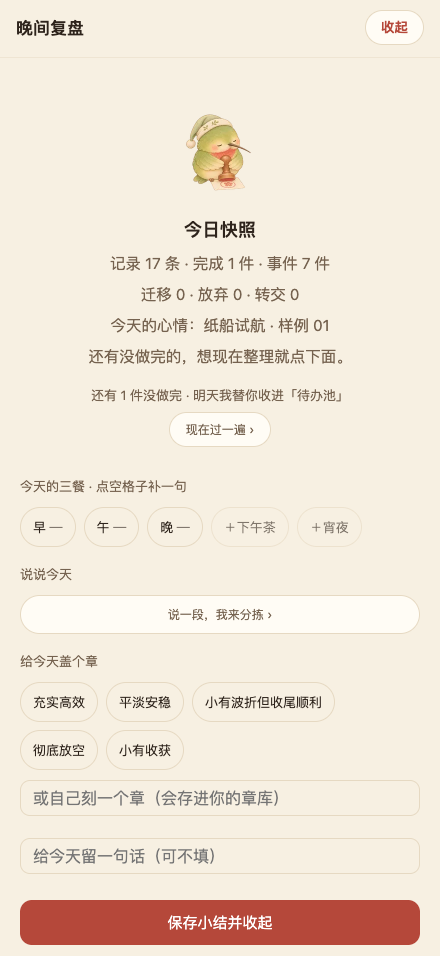 晚间复盘
收起
今日快照
记录 17 条 · 完成 1 件 · 事件 7 件
迁移 0 · 放弃 0 · 转交 0
今天的心情：纸船试航 · 样例 01
还有没做完的，想现在整理就点下面。
还有 1 件没做完 · 明天我替你收进「待办池」
现在过一遍 ›
今天的三餐 · 点空格子补一句
早 — 午 — 晚 — ＋下午茶 ＋宵夜
说说今天
说一段，我来分拣 ›
给今天盖个章
充实高效 平淡安稳 小有波折但收尾顺利
彻底放空 小有收获
或自己刻一个章（会存进你的章库）
给今天留一句话（可不填）
保存小结并收起